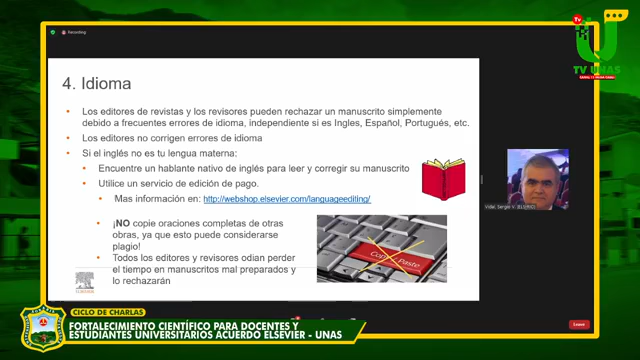 Recording
Tv
TV UNAS
4. Idioma
Los editores de revistas y los revisores pueden rechazar un manuscrito simplemente
debido a frecuentes errores de idioma, independiente si es Ingles, Español, Portugués, etc.
Los editores no corrigen errores de idioma
Si el inglés no es tu lengua materna:
Encuentre un hablante nativo de inglés para leer y corregir su manuscrito
Utilice un servicio de edición de pago.
Mas información en: http://webshop.elsevier.com/languageediting/
¡NO copie oraciones completas de otras
obras, ya que esto puede considerarse
plagio!
Todos los editores y revisores odian perder
el tiempo en manuscritos mal preparados y
lo rechazarán
ELSEVIER
Vidal, Sergio V.
Leave
CICLO DE CHARLAS
FORTALECIMIENTO CIENTÍFICO PARA DOCENTES Y
ESTUDIANTES UNIVERSITARIOS ACUERDO ELSEVIER - UNAS